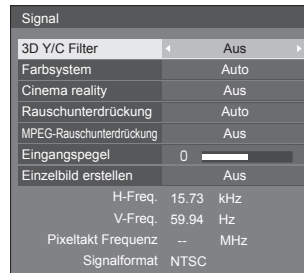 Signal
3D Y/C Filter Aus
Farbsystem Auto
Cinema reality Aus
Rauschunterdrückung Auto
MPEG-Rauschunterdrückung Aus
Eingangspegel 0
Einzelbild erstellen Aus
H-Freq. 15.73 kHz
V-Freq. 59.94 Hz
Pixeltakt Frequenz -- MHz
Signalformat NTSC